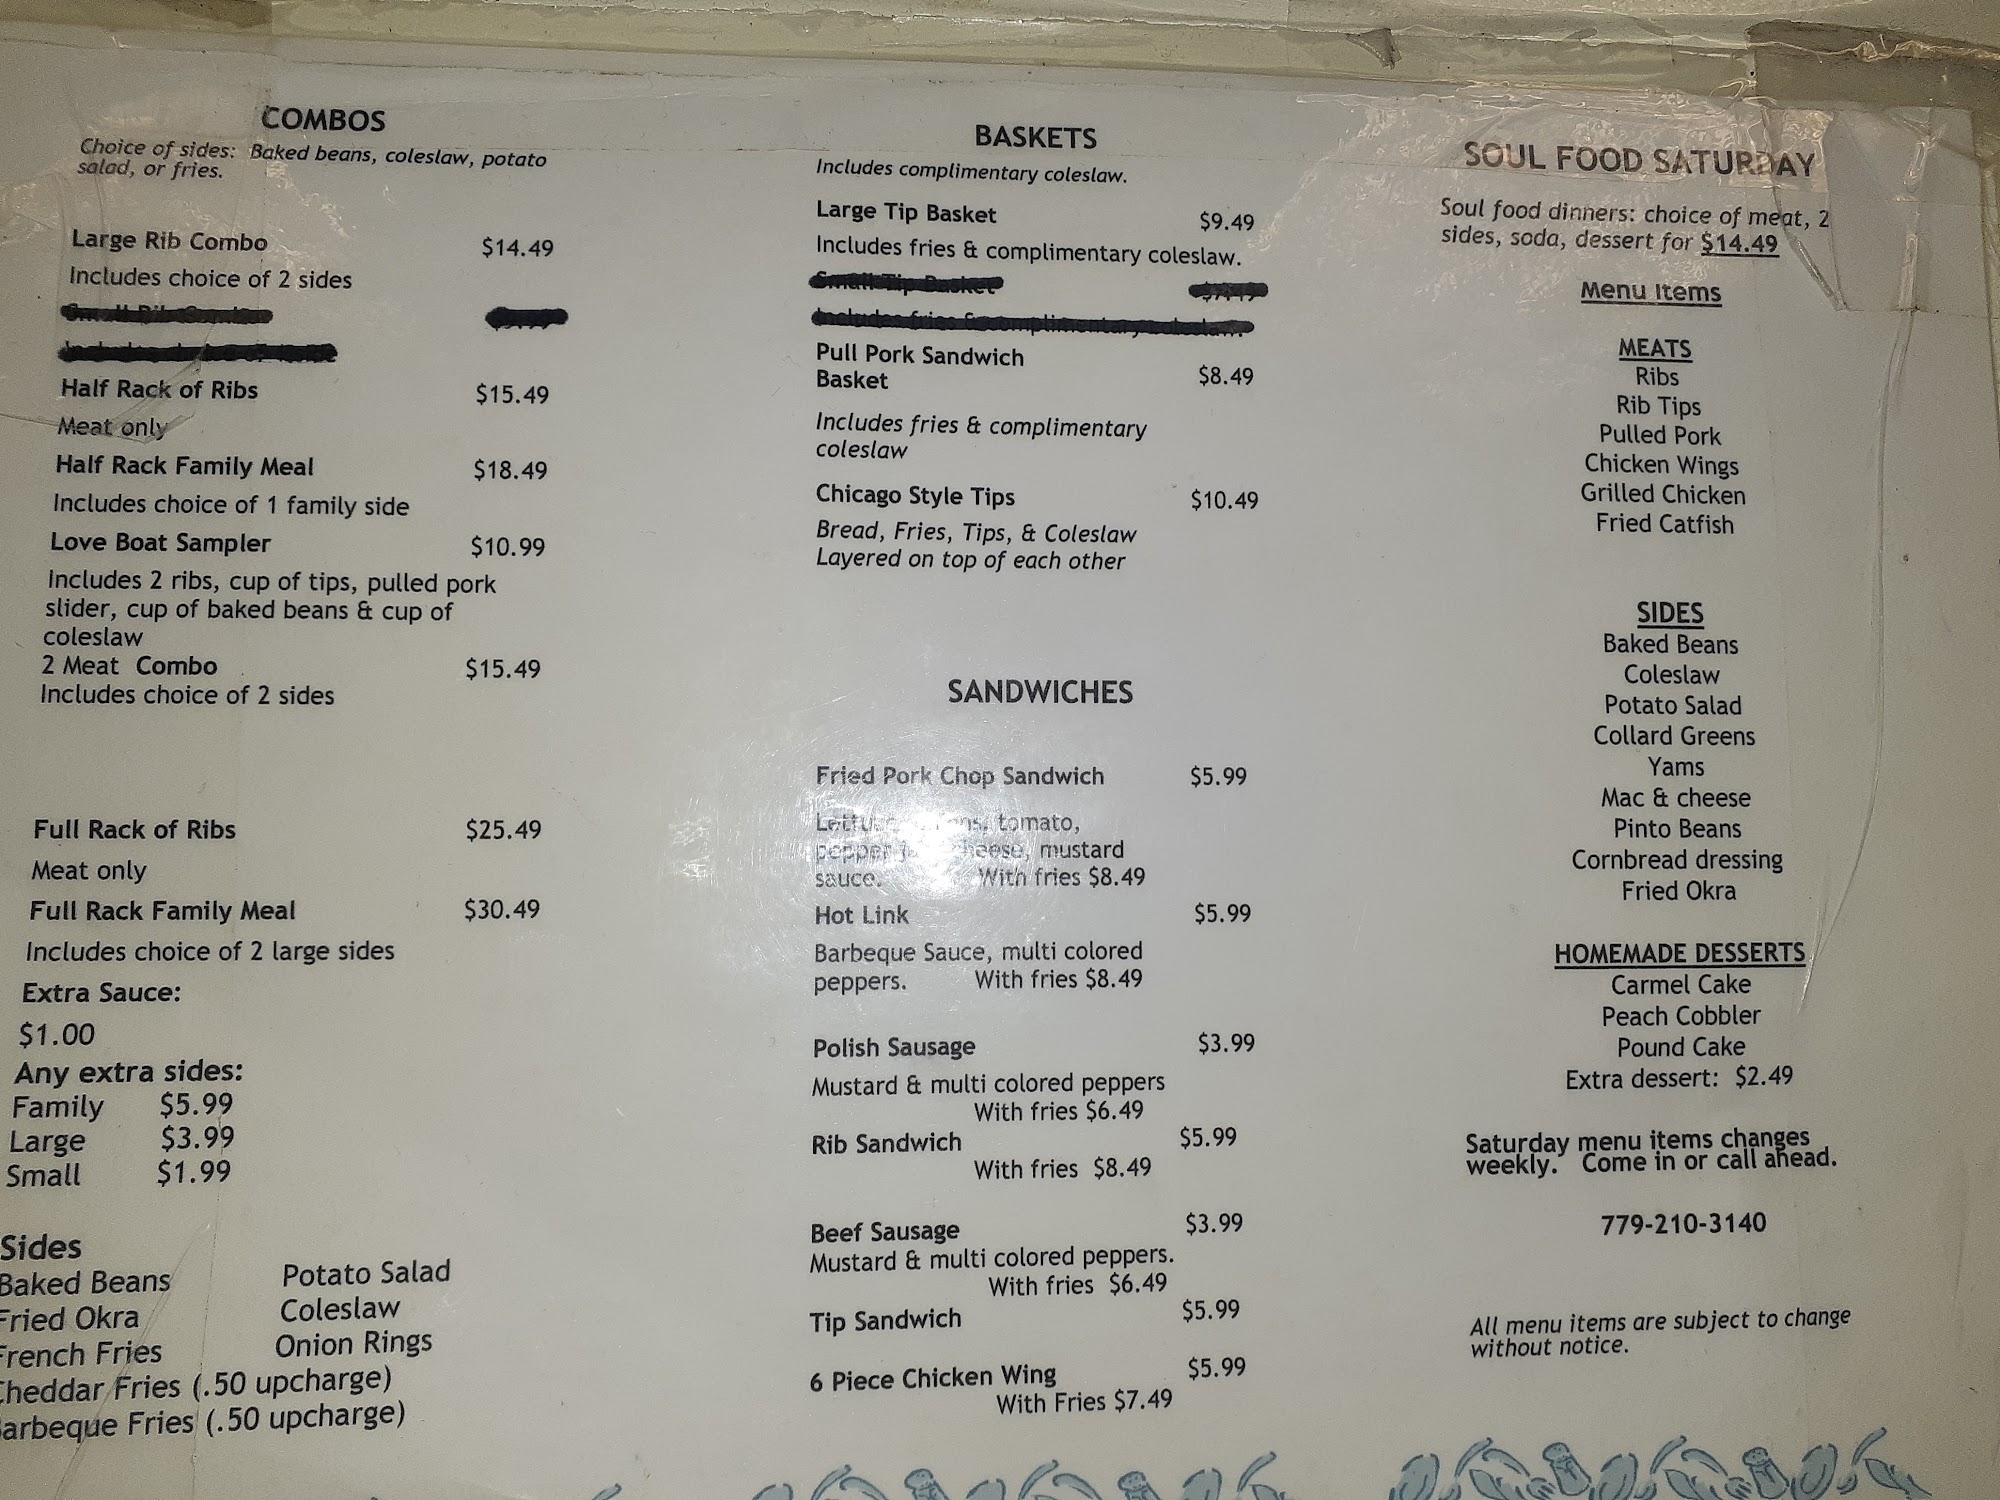 COMBOS
Choice of sides: Baked beans, coleslaw, potato
salad, or fries.
Large Rib Combo $14.49
Includes choice of 2 sides
Half Rack of Ribs $15.49
Meat only
Half Rack Family Meal $18.49
Includes choice of 1 family side
Love Boat Sampler $10.99
Includes 2 ribs, cup of tips, pulled pork
slider, cup of baked beans & cup of
coleslaw
2 Meat Combo $15.49
Includes choice of 2 sides
Full Rack of Ribs $25.49
Meat only
Full Rack Family Meal $30.49
Includes choice of 2 large sides
Extra Sauce:
$1.00
Any extra sides:
Family $5.99
Large $3.99
Small $1.99
Sides
Baked Beans Potato Salad
Fried Okra Coleslaw
French Fries Onion Rings
Cheddar Fries (.50 upcharge)
arbeque Fries (.50 upcharge)
BASKETS
Includes complimentary coleslaw.
Large Tip Basket $9.49
Includes fries & complimentary coleslaw.
Small Tip Basket
Includes fries & complimentary coleslaw.
Pull Pork Sandwich
Basket $8.49
Includes fries & complimentary
coleslaw
Chicago Style Tips $10.49
Bread, Fries, Tips, & Coleslaw
Layered on top of each other
SANDWICHES
Fried Pork Chop Sandwich $5.99
tomato,
pepper cheese, mustard
sauce. With fries $8.49
Hot Link $5.99
Barbeque Sauce, multi colored
peppers. With fries $8.49
Polish Sausage $3.99
Mustard & multi colored peppers
With fries $6.49
Rib Sandwich $5.99
With fries $8.49
Beef Sausage $3.99
Mustard & multi colored peppers.
With fries $6.49
Tip Sandwich $5.99
6 Piece Chicken Wing $5.99
With Fries $7.49
SOUL FOOD SATURDAY
Soul food dinners: choice of meat, 2
sides, soda, dessert for $14.49
Menu Items
MEATS
Ribs
Rib Tips
Pulled Pork
Chicken Wings
Grilled Chicken
Fried Catfish
SIDES
Baked Beans
Coleslaw
Potato Salad
Collard Greens
Yams
Mac & cheese
Pinto Beans
Cornbread dressing
Fried Okra
HOMEMADE DESSERTS
Carmel Cake
Peach Cobbler
Pound Cake
Extra dessert: $2.49
Saturday menu items changes
weekly. Come in or call ahead.
779-210-3140
All menu items are subject to change
without notice.